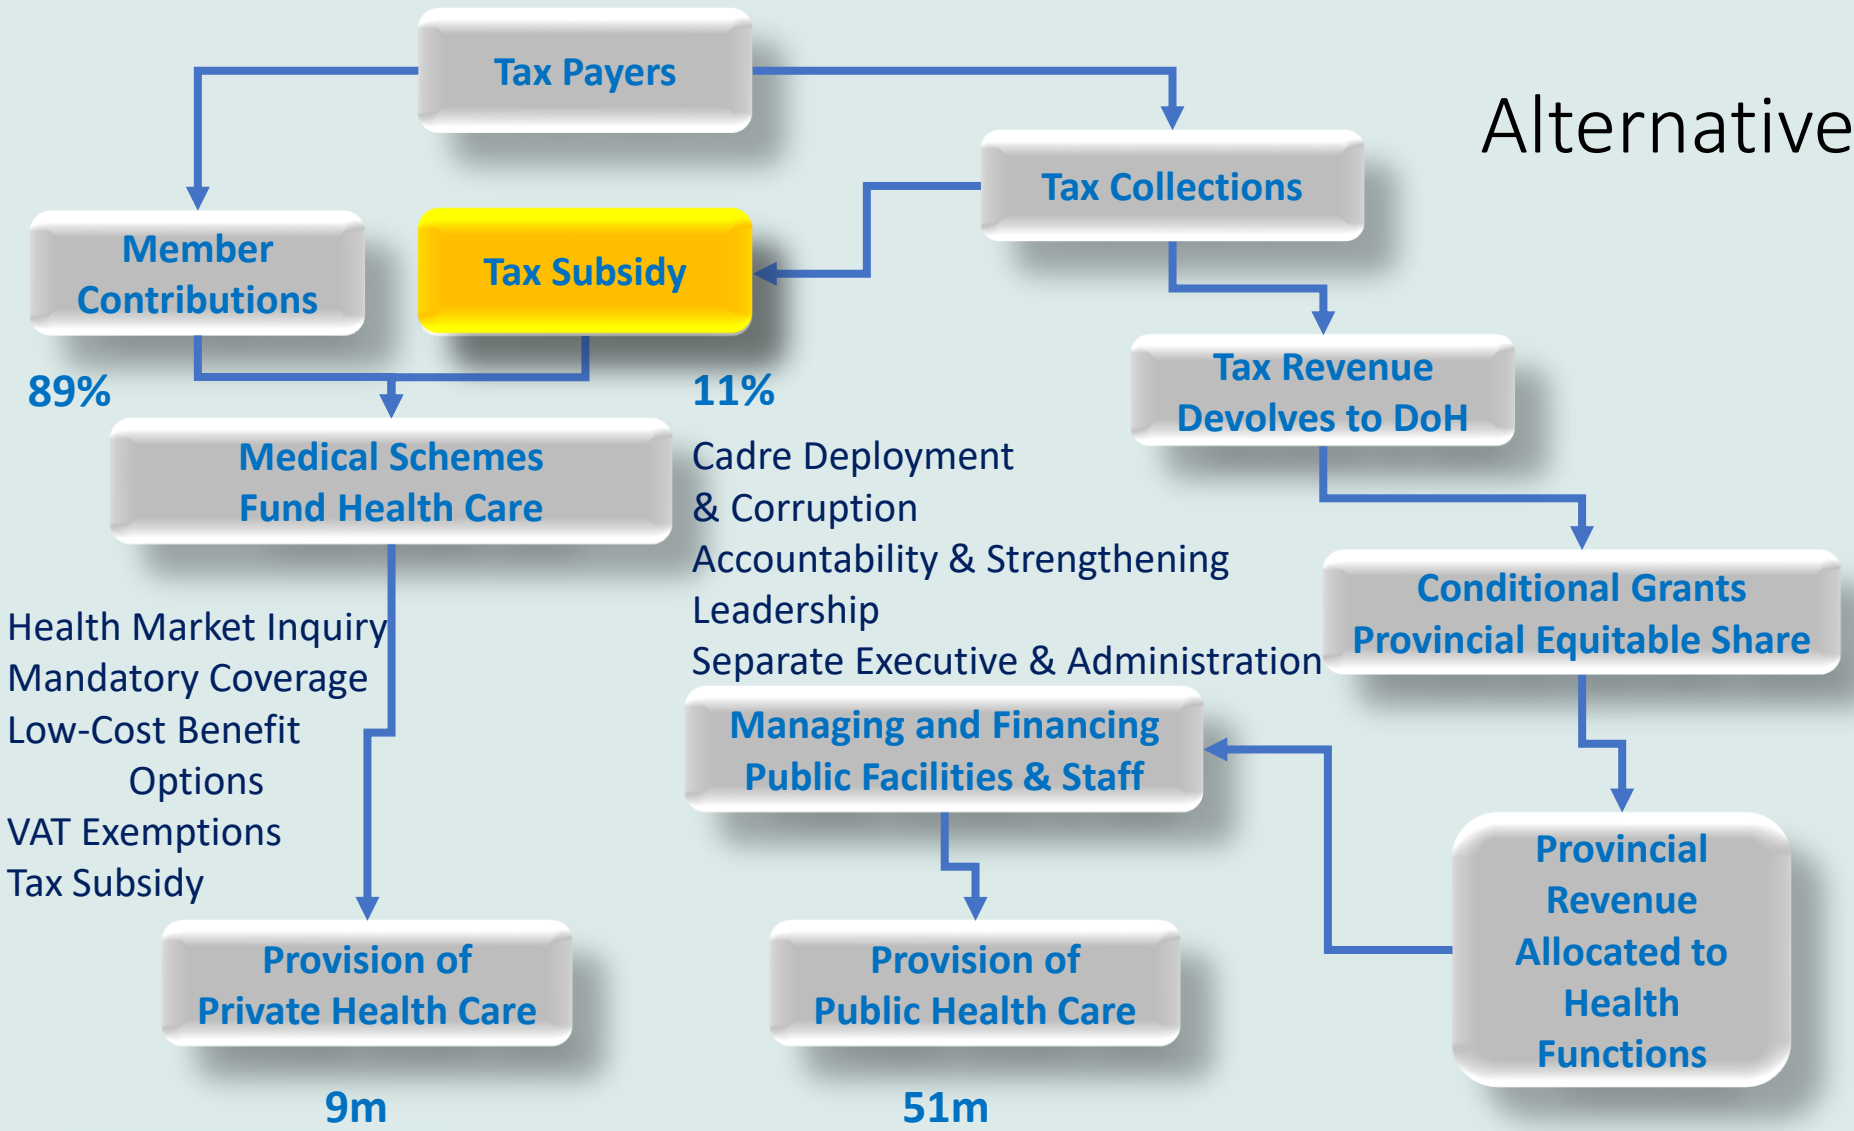 Tax Payers
Alternative
Tax Collections
Member
Contributions
Tax Subsidy
89%
11%
Tax Revenue
Devolves to DoH
Medical Schemes
Fund Health Care
Cadre Deployment
& Corruption
Accountability & Strengthening
Leadership
Separate Executive & Administration
Conditional Grants
Provincial Equitable Share
Health Market Inquiry
Mandatory Coverage
Low-Cost Benefit
Options
VAT Exemptions
Tax Subsidy
Managing and Financing
Public Facilities & Staff
Provincial
Revenue
Allocated to
Health
Functions
Provision of
Private Health Care
Provision of
Public Health Care
9m
51m